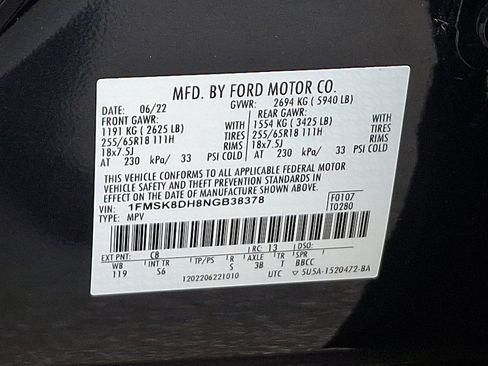 MFD. BY FORD MOTOR CO.
DATE: 06/22 GVWR: 2694 KG ( 5940 LB)
FRONT GAWR: REAR GAWR:
1191 KG ( 2625 LB) WITH 1554 KG ( 3425 LB) WITH
255/65R18 111H TIRES 255/65R18 111H TIRES
18x7.5J RIMS 18x7.5J RIMS
AT 230 kPa/ 33 PSI COLD AT 230 kPa/ 33 PSI COLD
THIS VEHICLE CONFORMS TO ALL APPLICABLE FEDERAL MOTOR
VEHICLE SAFETY AND THEFT PREVENTION STANDARDS IN
EFFECT ON THE DATE OF MANUFACTURE SHOWN ABOVE.
VIN: 1FMSK8DH8NGB38378 F0107
TYPE: MPV T0280
EXT PNT: C8 RC: 13 DSO:
WB INT TR TP/PS R AXLE TR SPR
119 S6 S 3B T BBCC
1202206221010 UTC 5U5A-1520472-BA